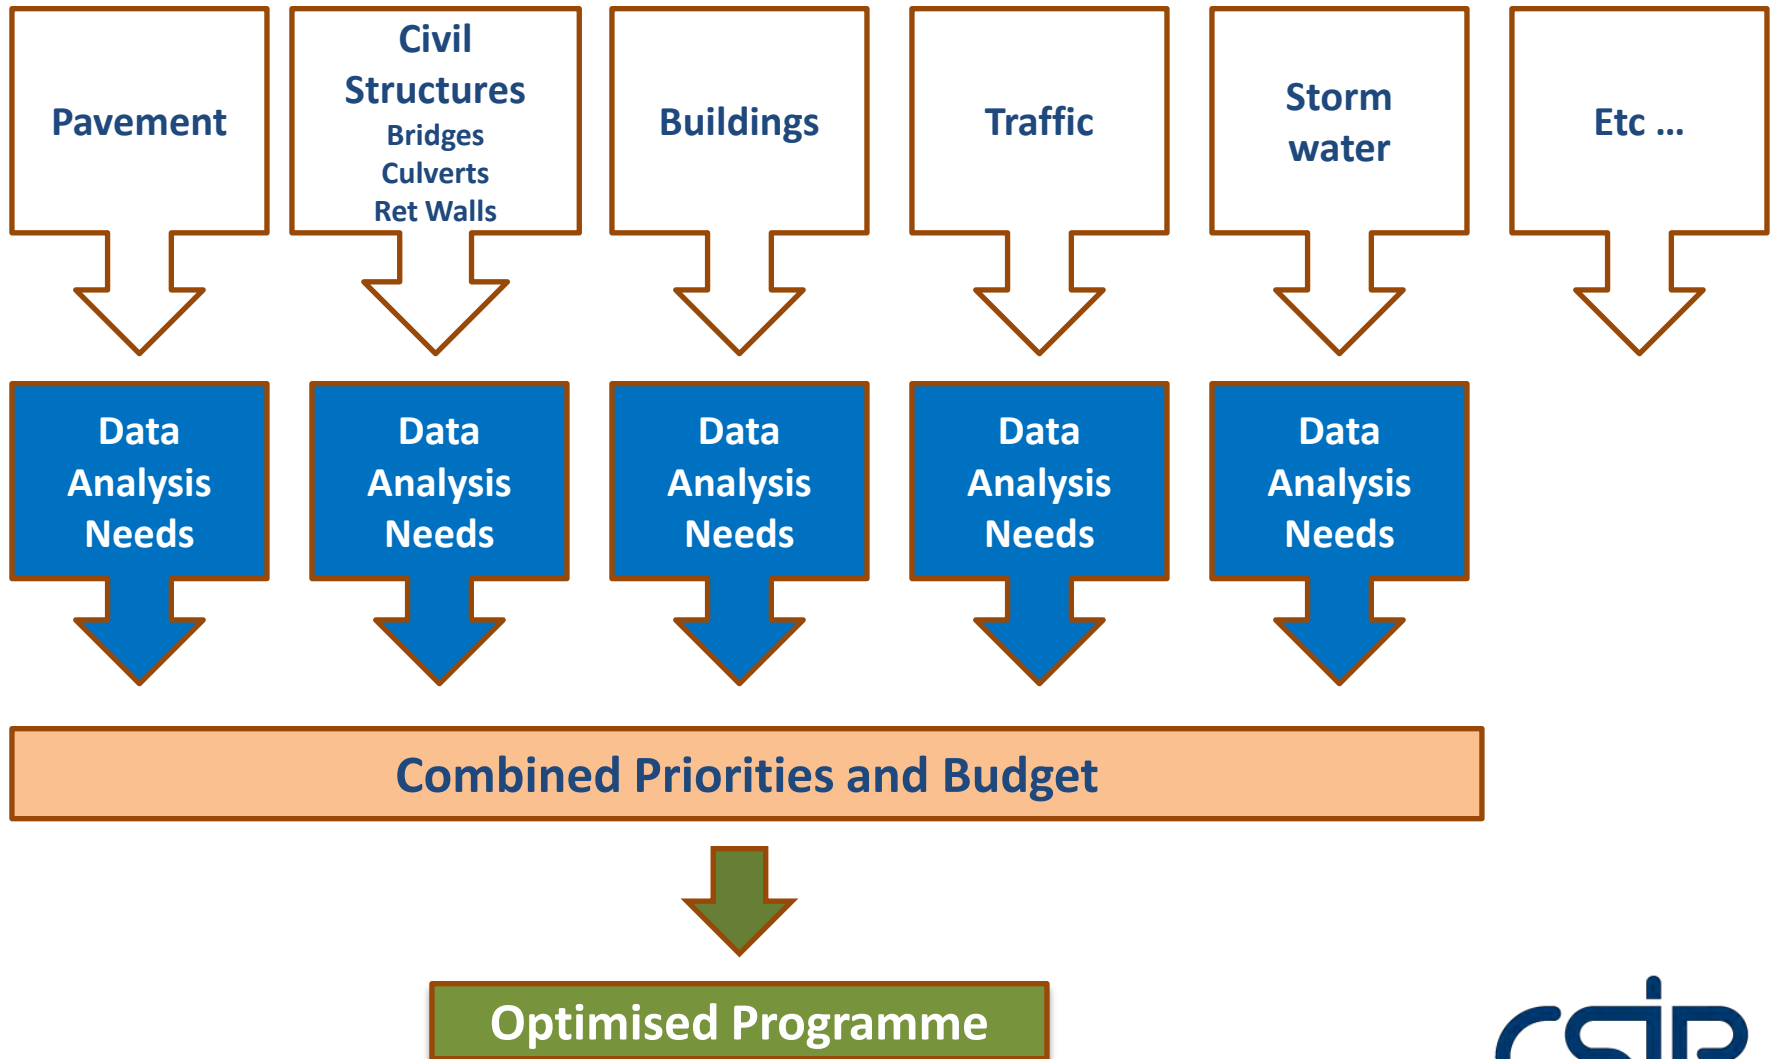 Pavement
Civil
Structures
Bridges
Culverts
Ret Walls
Buildings
Traffic
Storm
water
Etc ...
Data
Analysis
Needs
Data
Analysis
Needs
Data
Analysis
Needs
Data
Analysis
Needs
Data
Analysis
Needs
Combined Priorities and Budget
Optimised Programme